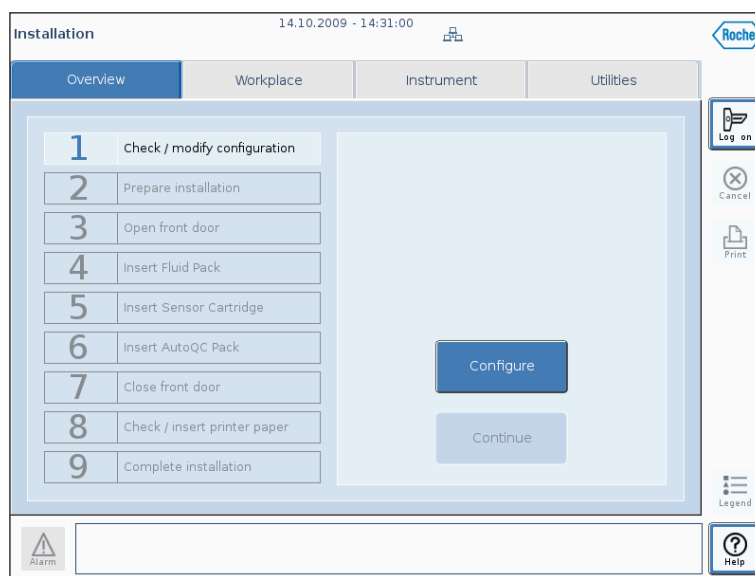 Installation
14.10.2009 - 14:31:00
Roche
Overview
Workplace
Instrument
Utilities
1 Check / modify configuration
2 Prepare installation
3 Open front door
4 Insert Fluid Pack
5 Insert Sensor Cartridge
6 Insert AutoQC Pack
7 Close front door
8 Check / insert printer paper
9 Complete installation
Configure
Continue
Log on
Cancel
Print
Legend
Alarm
Help